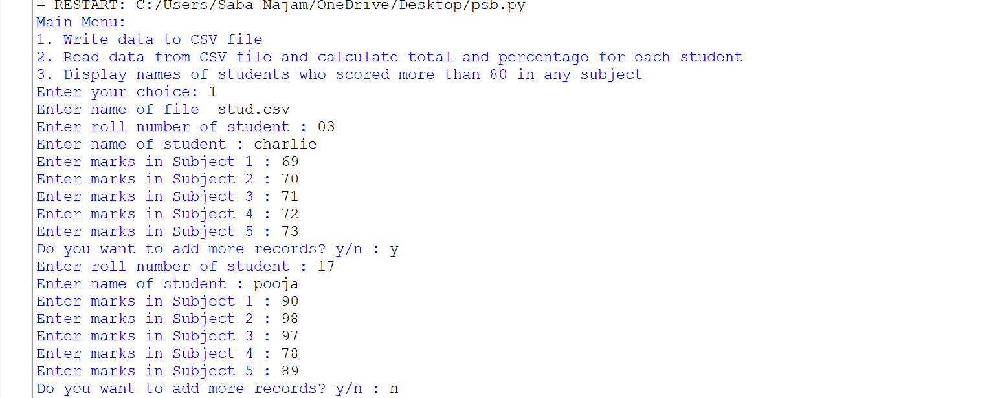 = RESTART: C:/Users/Saba Najam/OneDrive/Desktop/psb.py
Main Menu:
1. Write data to CSV file
2. Read data from CSV file and calculate total and percentage for each student
3. Display names of students who scored more than 80 in any subject
Enter your choice: 1
Enter name of file  stud.csv
Enter roll number of student : 03
Enter name of student : charlie
Enter marks in Subject 1 : 69
Enter marks in Subject 2 : 70
Enter marks in Subject 3 : 71
Enter marks in Subject 4 : 72
Enter marks in Subject 5 : 73
Do you want to add more records? y/n : y
Enter roll number of student : 17
Enter name of student : pooja
Enter marks in Subject 1 : 90
Enter marks in Subject 2 : 98
Enter marks in Subject 3 : 97
Enter marks in Subject 4 : 78
Enter marks in Subject 5 : 89
Do you want to add more records? y/n : n